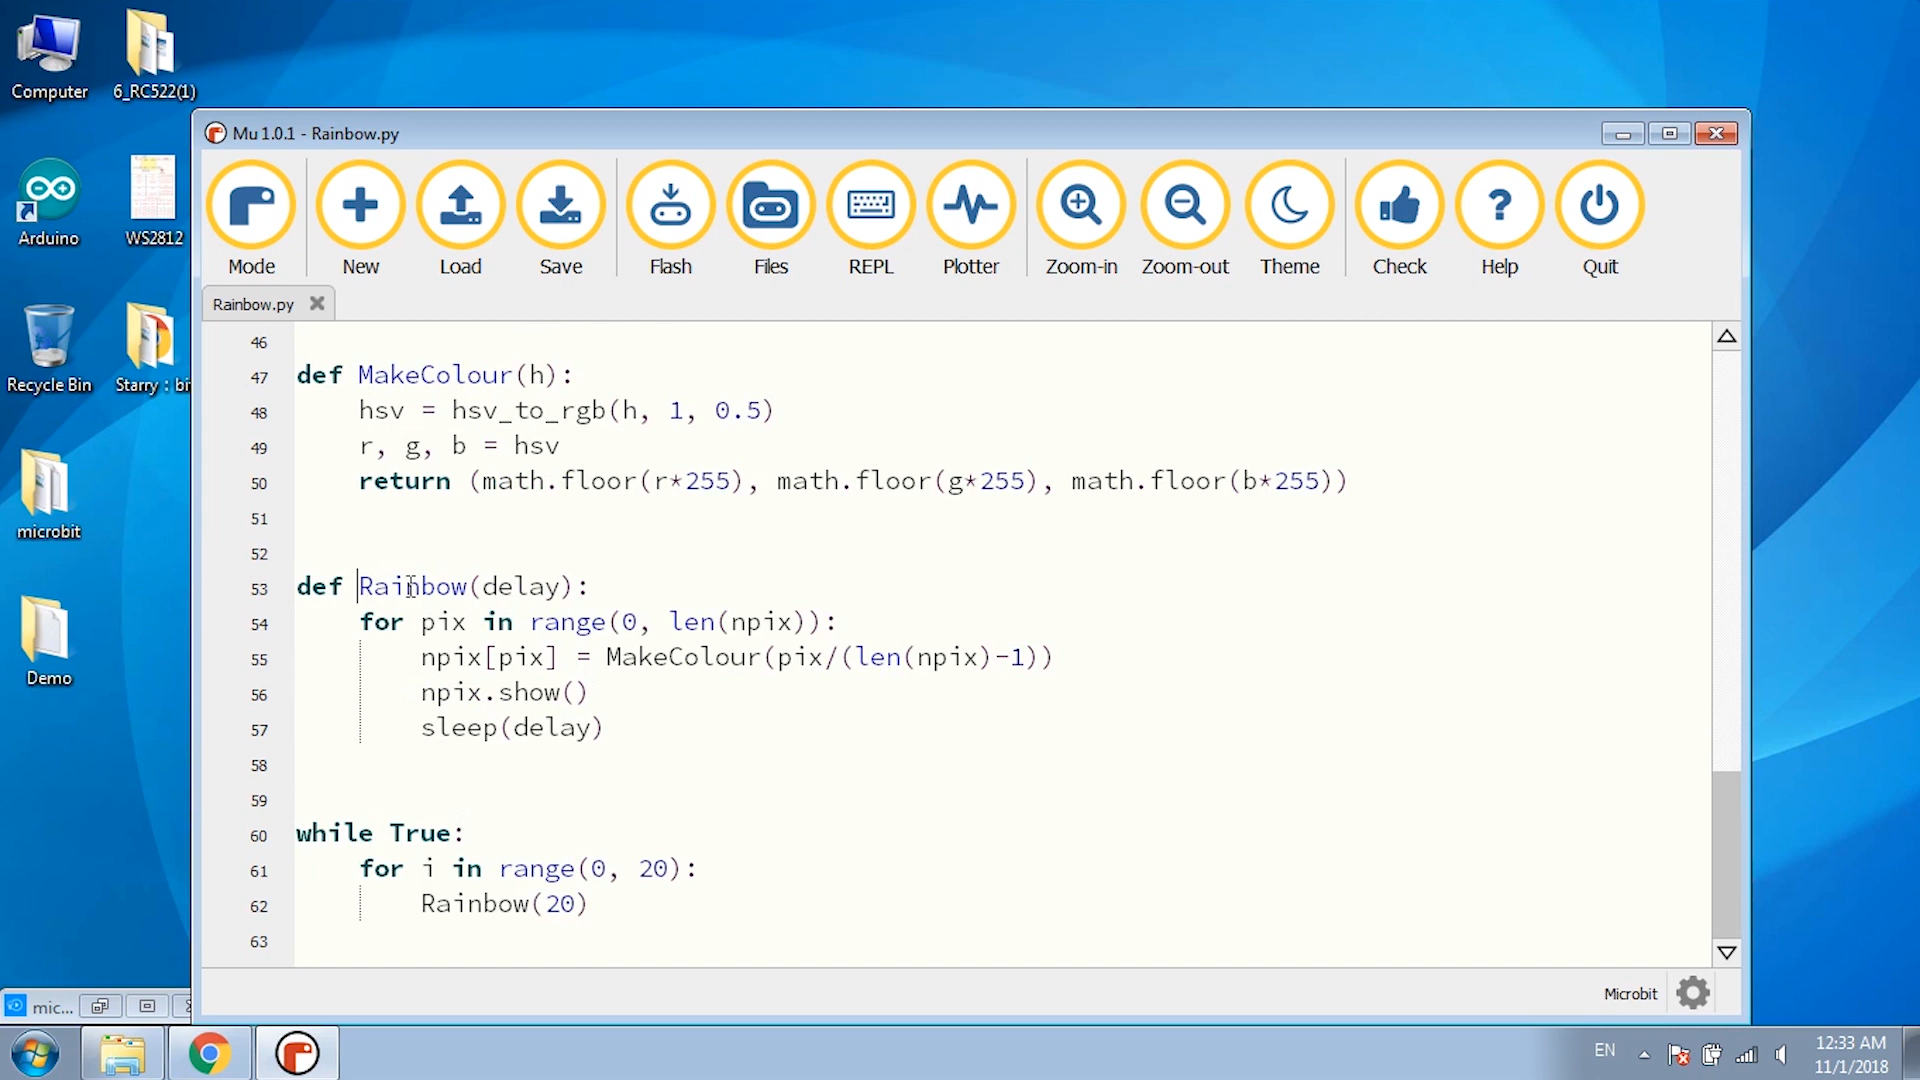 Computer
6_RC522(1)
Arduino
WS2812
Recycle Bin
Starry : bi
microbit
Demo
Mu 1.0.1 - Rainbow.py
Mode
New
Load
Save
Flash
Files
REPL
Plotter
Zoom-in
Zoom-out
Theme
Check
Help
Quit
Rainbow.py
46
47 def MakeColour(h):
48 hsv = hsv_to_rgb(h, 1, 0.5)
49 r, g, b = hsv
50 return (math.floor(r*255), math.floor(g*255), math.floor(b*255))
51
52
53 def Rainbow(delay):
54 for pix in range(0, len(npix)):
55 npix[pix] = MakeColour(pix/(len(npix)-1))
56 npix.show()
57 sleep(delay)
58
59
60 while True:
61 for i in range(0, 20):
62 Rainbow(20)
63
Microbit
mic...
EN
12:33 AM
11/1/2018